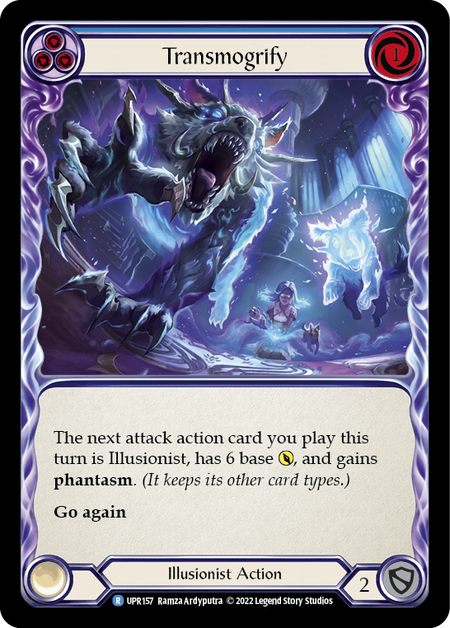 Transmogrify
1
The next attack action card you play this
turn is Illusionist, has 6 base , and gains
phantasm. (It keeps its other card types.)
Go again
Illusionist Action
2
R UPR157 Ramza Ardyputra © 2022 Legend Story Studios